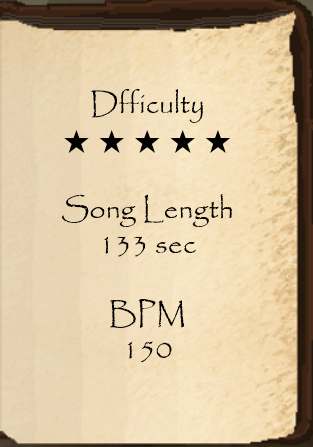 Dfficulty
★ ★ ★ ★ ★
Song Length
133 sec
BPM
150